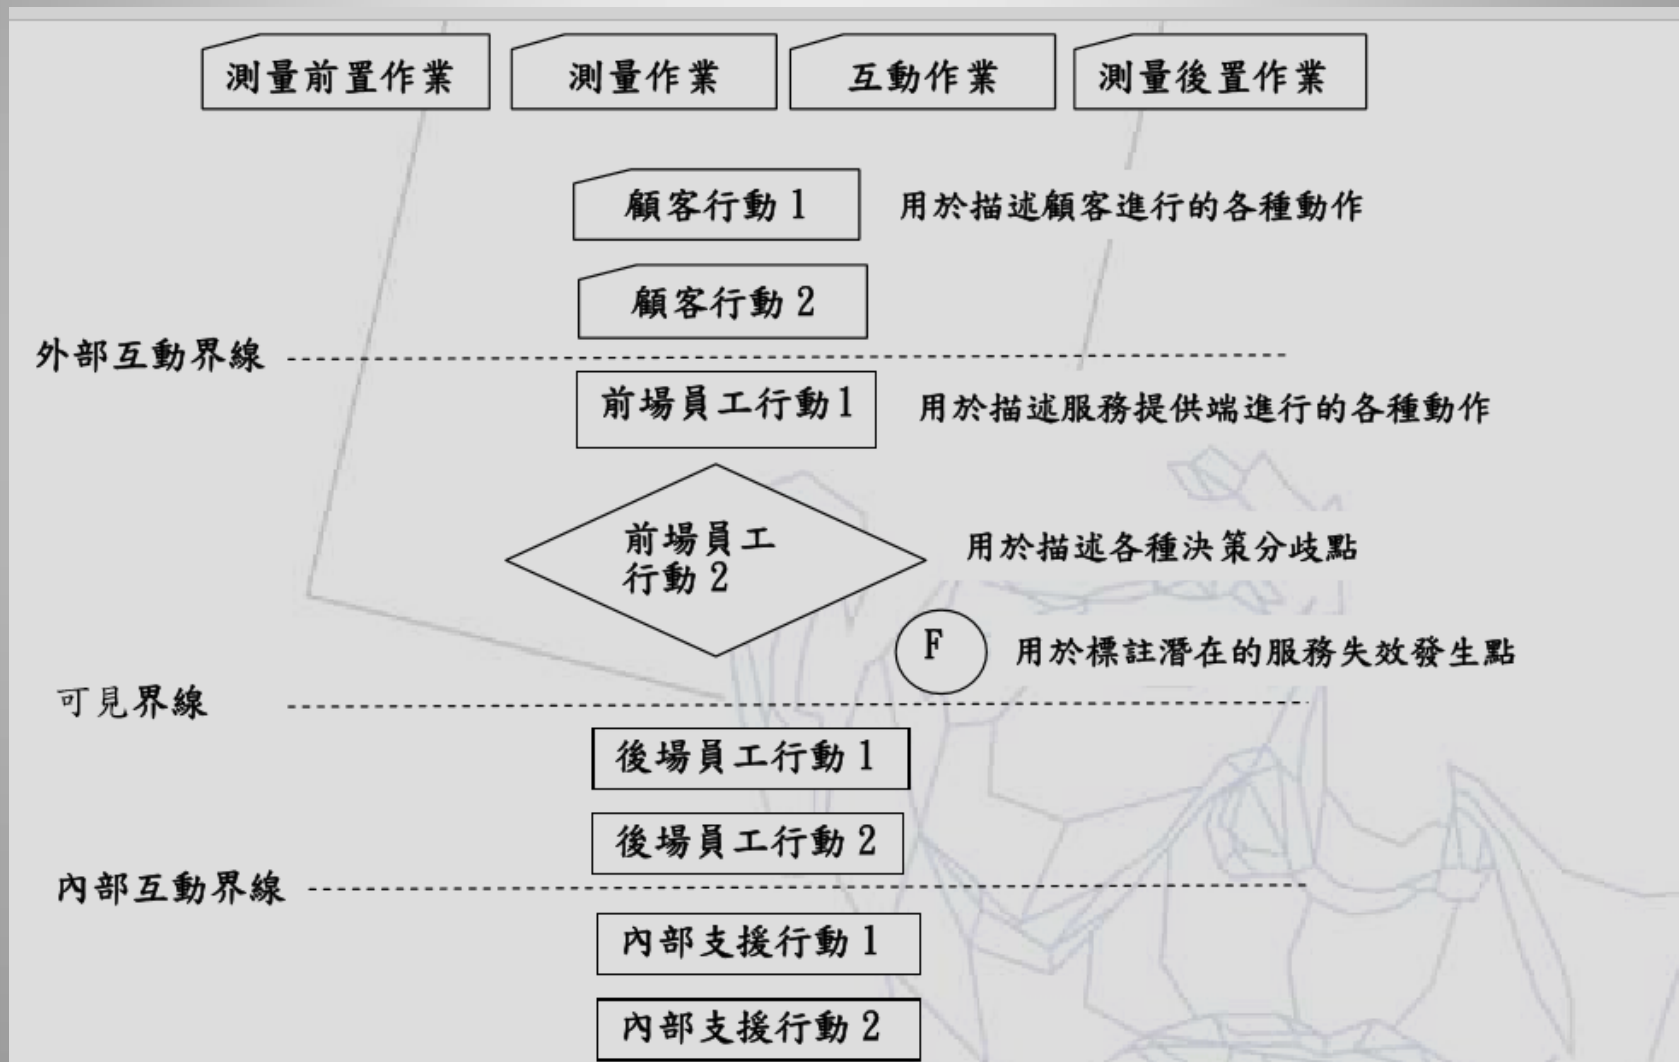 測量前置作業 測量作業 互動作業 測量後置作業
顧客行動 1 用於描述顧客進行的各種動作
顧客行動 2
外部互動界線
前場員工行動 1 用於描述服務提供端進行的各種動作
前場員工
行動 2
用於描述各種決策分歧點
F 用於標註潛在的服務失效發生點
可見界線
後場員工行動 1
後場員工行動 2
內部互動界線
內部支援行動 1
內部支援行動 2